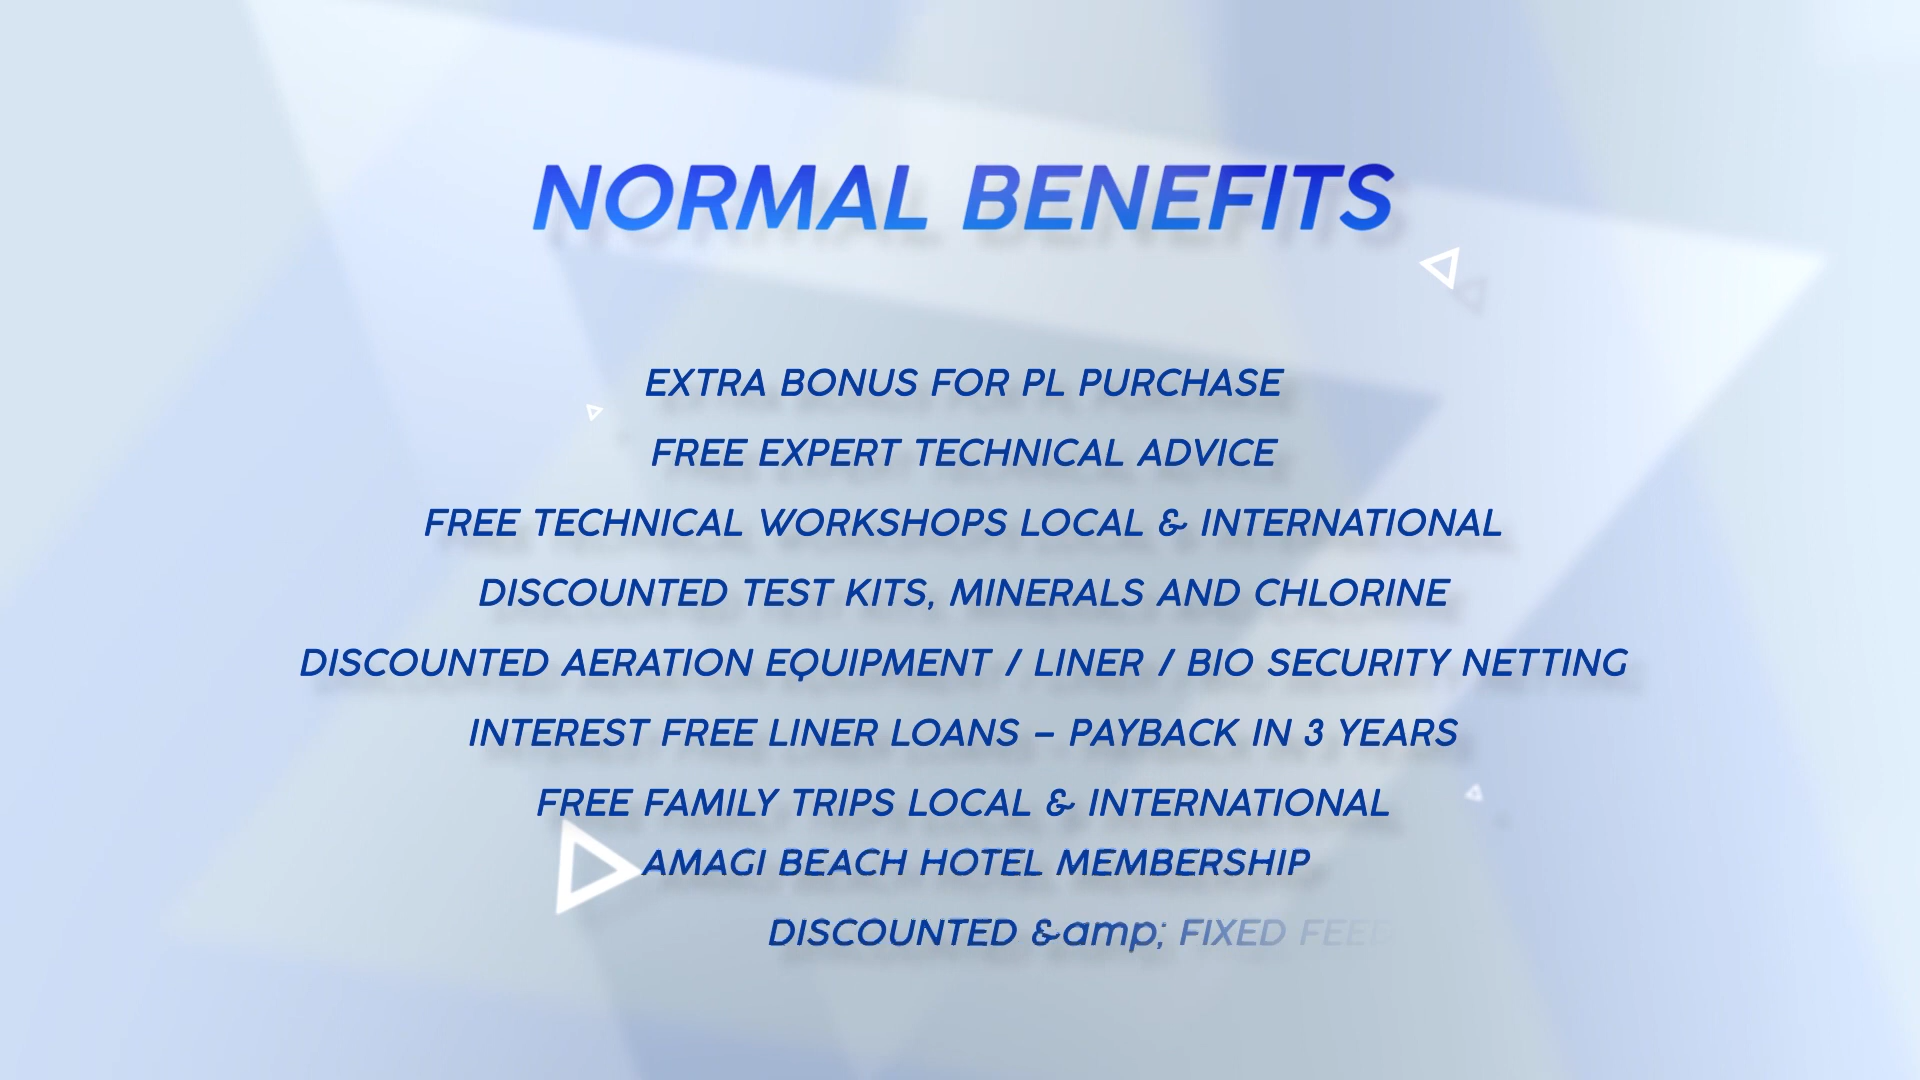 NORMAL BENEFITS
EXTRA BONUS FOR PL PURCHASE
FREE EXPERT TECHNICAL ADVICE
FREE TECHNICAL WORKSHOPS LOCAL & INTERNATIONAL
DISCOUNTED TEST KITS, MINERALS AND CHLORINE
DISCOUNTED AERATION EQUIPMENT / LINER / BIO SECURITY NETTING
INTEREST FREE LINER LOANS – PAYBACK IN 3 YEARS
FREE FAMILY TRIPS LOCAL & INTERNATIONAL
AMAGI BEACH HOTEL MEMBERSHIP
DISCOUNTED &amp; FIXED FEED